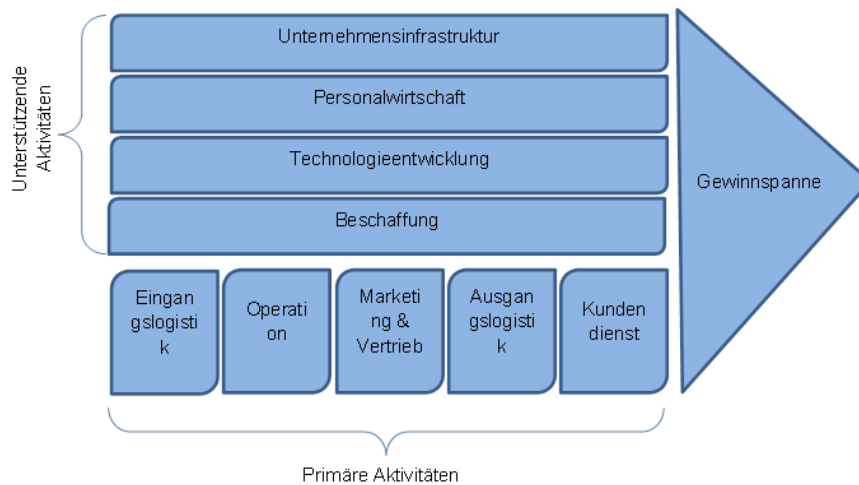 Unternehmensinfrastruktur
Personalwirtschaft
Technologieentwicklung
Beschaffung
Unterstützende
Aktivitäten
Gewinnspanne
Eingan
gslogisti
k
Operati
on
Marketi
ng &
Vertrieb
Ausgan
gslogisti
k
Kunden
dienst
Primäre Aktivitäten